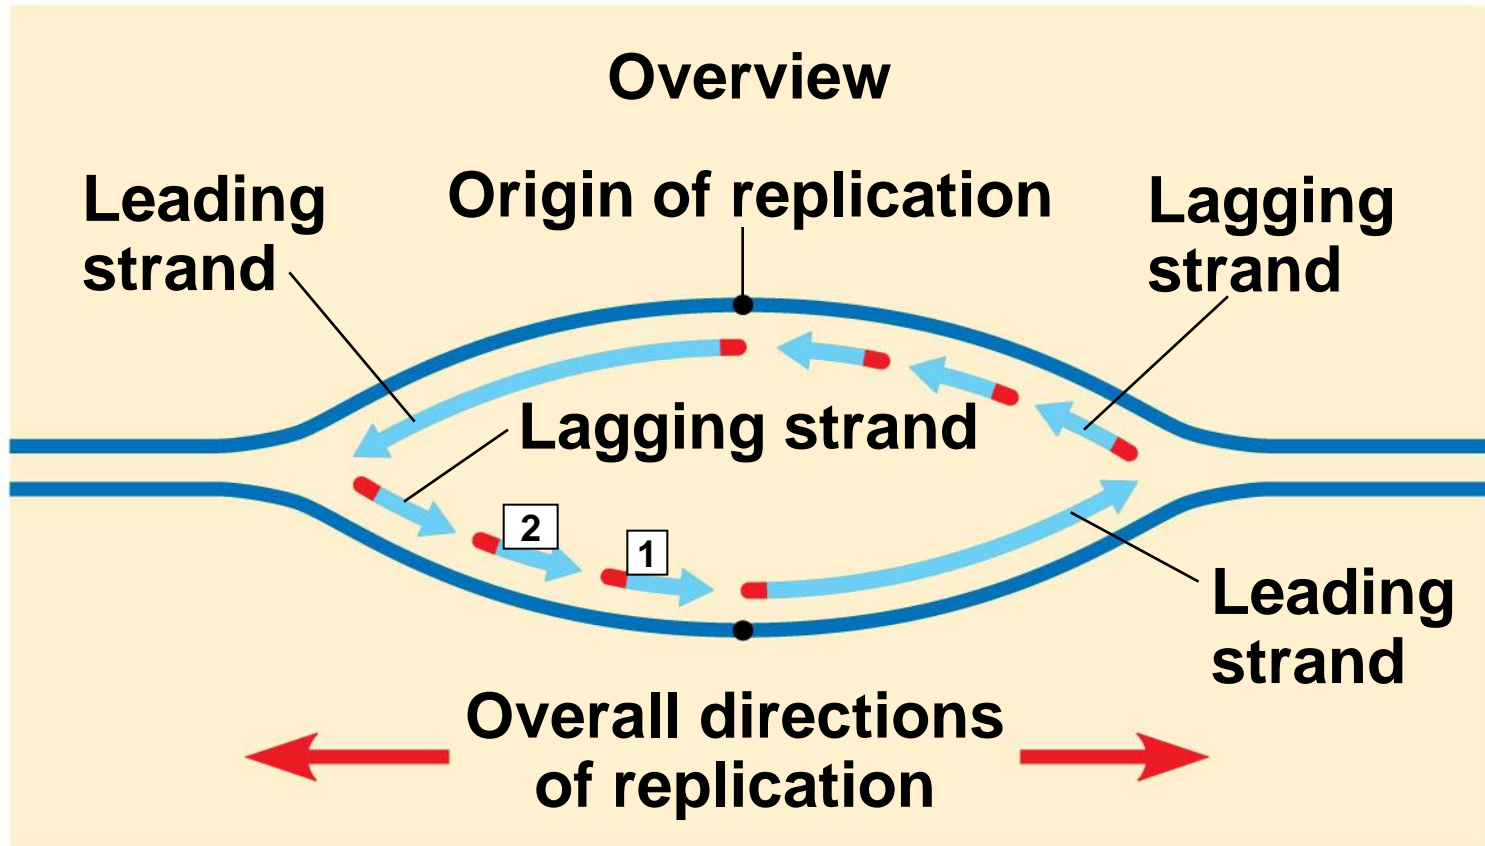 Overview
Leading
strand
Origin of replication
Lagging
strand
Lagging strand
2
1
Leading
strand
Overall directions
of replication